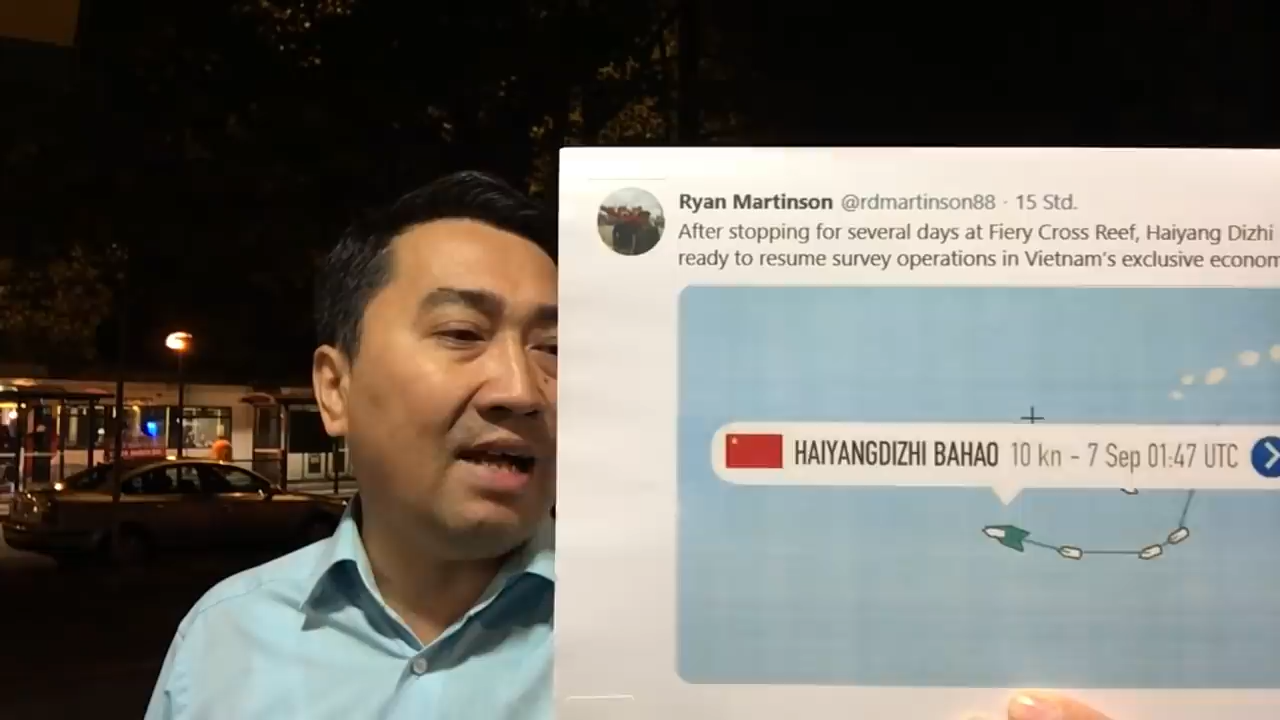 Ryan Martinson @rdmartinson88 · 15 Std.
After stopping for several days at Fiery Cross Reef, Haiyang Dizhi
ready to resume survey operations in Vietnam's exclusive econom
HAIYANGDIZHI BAHAO 10 kn - 7 Sep 01:47 UTC